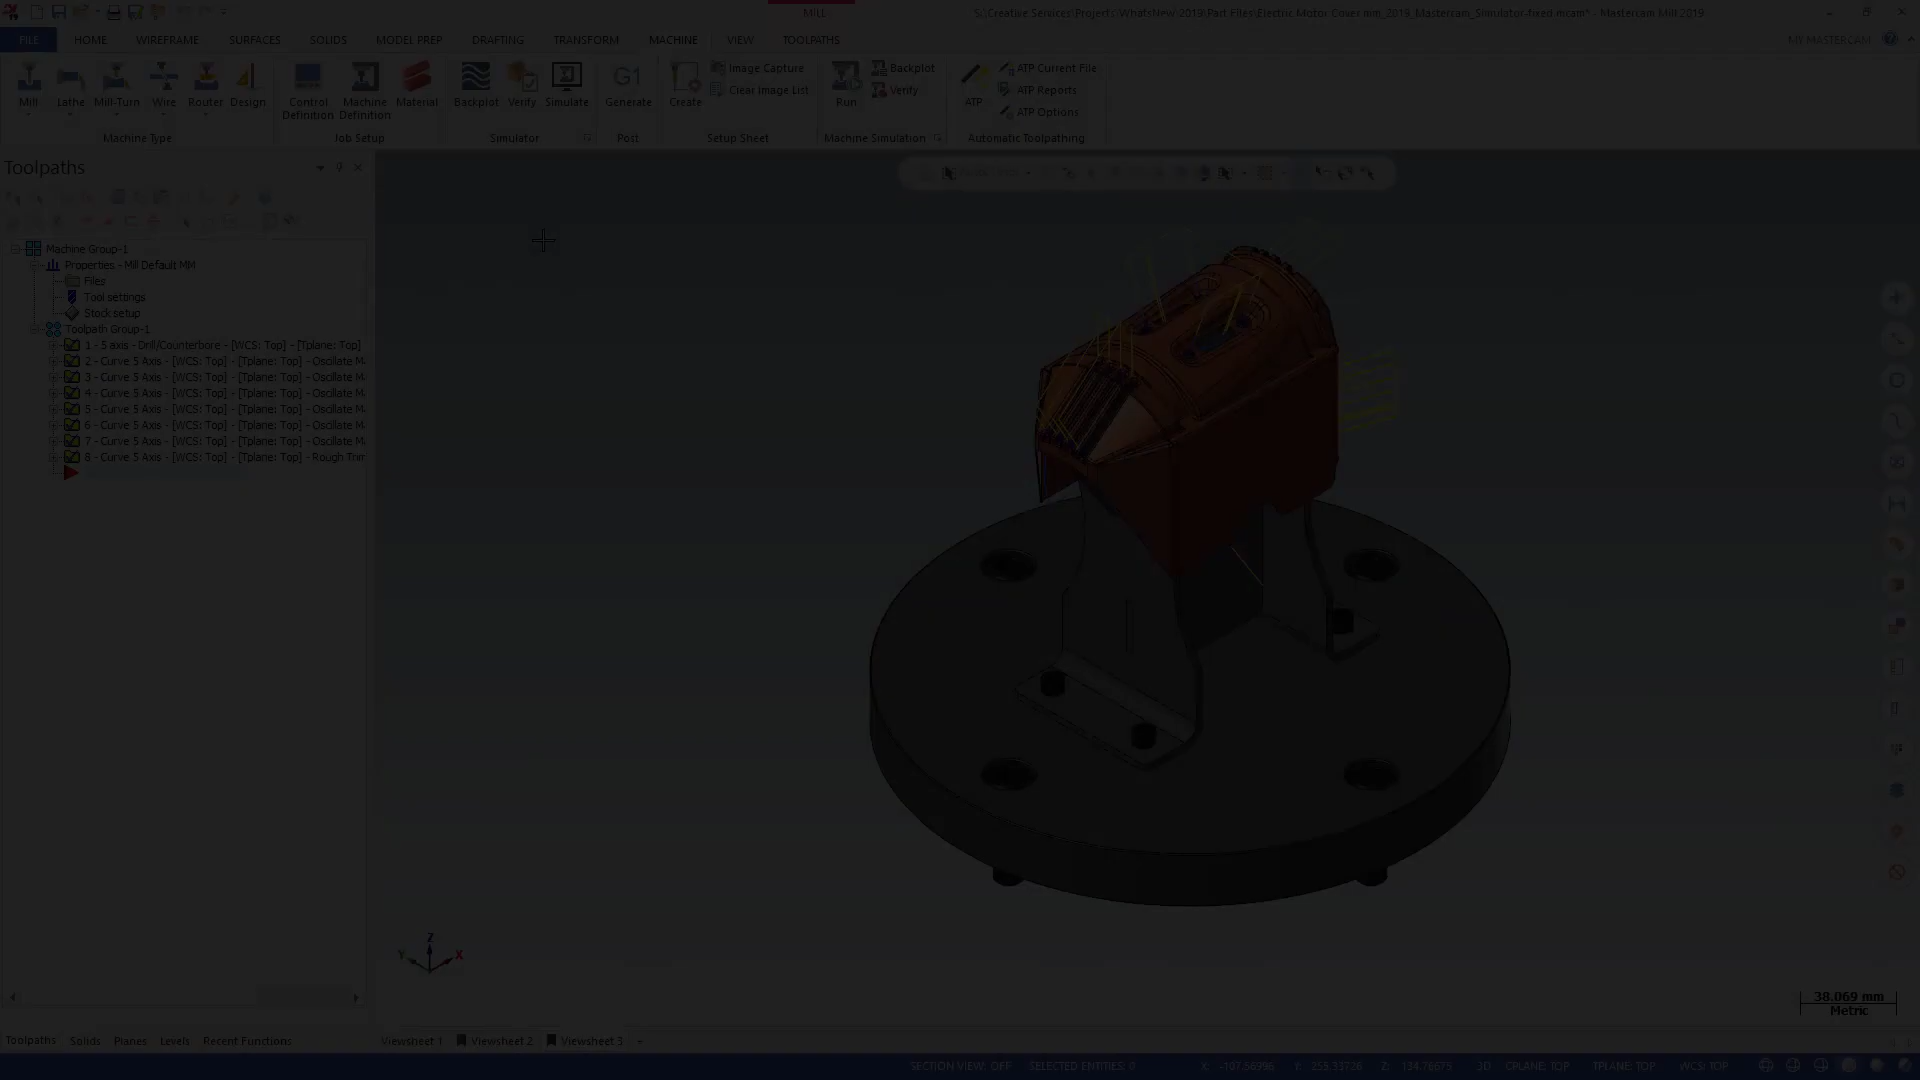 MILL
S:\Creative Services\Projects\WhatsNew\2019\Part Files\Electric Motor Cover mm_2019_Mastercam_Simulator-fixed.mcam* - Mastercam Mill 2019
FILE HOME WIREFRAME SURFACES SOLIDS MODEL PREP DRAFTING TRANSFORM MACHINE VIEW TOOLPATHS MY MASTERCAM
Mill Lathe Mill-Turn Wire Router Design
Machine Type
Control Definition
Machine Definition
Material
Job Setup
Backplot Verify Simulate
Simulator
G1
Generate
Post
Create
Image Capture
Clear Image List
Setup Sheet
Run
Backplot
Verify
Machine Simulation
ATP
ATP Current File
ATP Reports
ATP Options
Automatic Toolpathing
Toolpaths
Machine Group-1
Properties - Mill Default MM
Files
Tool settings
Stock setup
Toolpath Group-1
1 - 5 axis - Drill/Counterbore - [WCS: Top] - [Tplane: Top]
2 - Curve 5 Axis - [WCS: Top] - [Tplane: Top] - Oscillate M
3 - Curve 5 Axis - [WCS: Top] - [Tplane: Top] - Oscillate M
4 - Curve 5 Axis - [WCS: Top] - [Tplane: Top] - Oscillate M
5 - Curve 5 Axis - [WCS: Top] - [Tplane: Top] - Oscillate M
6 - Curve 5 Axis - [WCS: Top] - [Tplane: Top] - Oscillate M
7 - Curve 5 Axis - [WCS: Top] - [Tplane: Top] - Oscillate M
8 - Curve 5 Axis - [WCS: Top] - [Tplane: Top] - Rough Trim
Z
Y X
38.069 mm
Metric
Toolpaths Solids Planes Levels Recent Functions
Viewsheet 1 Viewsheet 2 Viewsheet 3
SECTION VIEW: OFF SELECTED ENTITIES: 0 X: -107.56996 Y: 255.33726 Z: 134.76675 3D CPLANE: TOP TPLANE: TOP WCS: TOP